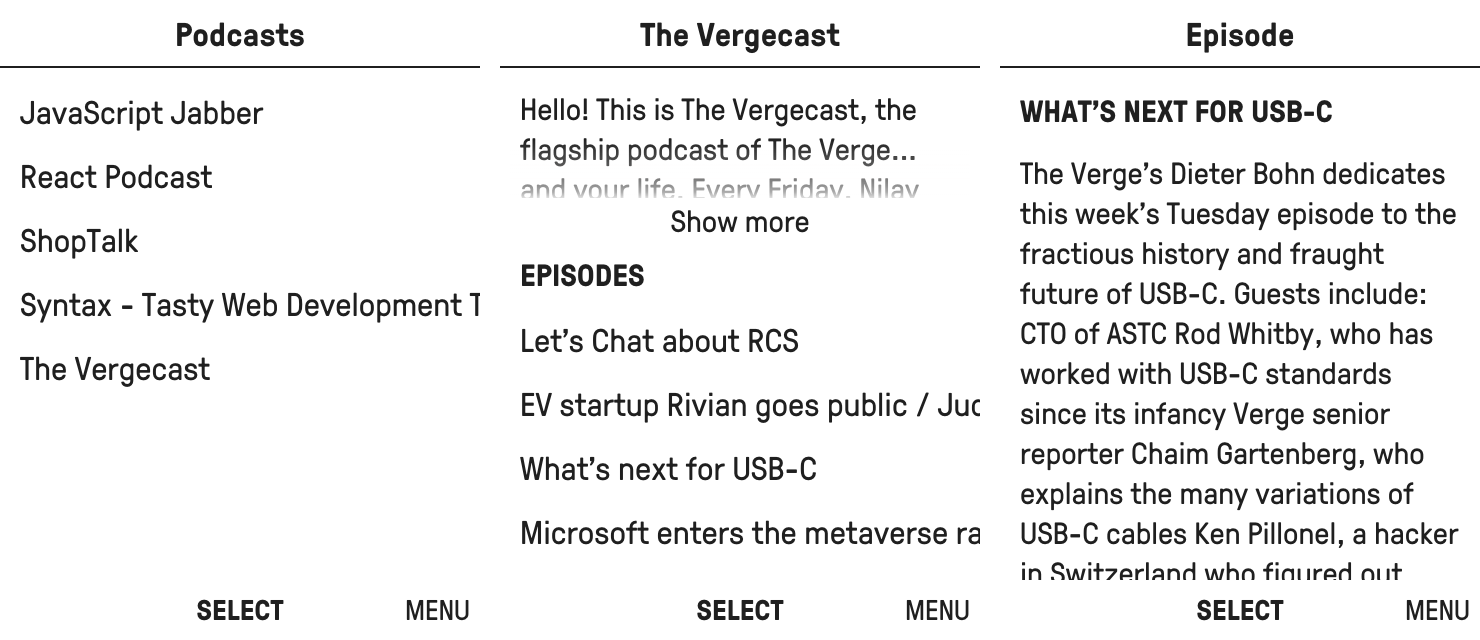 Podcasts
JavaScript Jabber
React Podcast
ShopTalk
Syntax - Tasty Web Development T
The Vergecast
SELECT MENU
The Vergecast
Hello! This is The Vergecast, the
flagship podcast of The Verge...
and your life. Every Friday, Nilay
Show more
EPISODES
Let’s Chat about RCS
EV startup Rivian goes public / Jud
What’s next for USB-C
Microsoft enters the metaverse ra
SELECT MENU
Episode
WHAT’S NEXT FOR USB-C
The Verge’s Dieter Bohn dedicates
this week’s Tuesday episode to the
fractious history and fraught
future of USB-C. Guests include:
CTO of ASTC Rod Whitby, who has
worked with USB-C standards
since its infancy Verge senior
reporter Chaim Gartenberg, who
explains the many variations of
USB-C cables Ken Pillonel, a hacker
in Switzerland who figured out
SELECT MENU